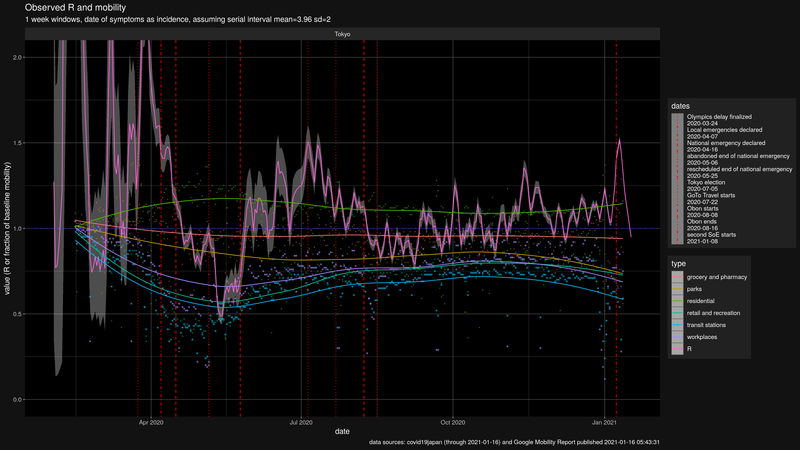 Observed R and mobility
1 week windows, date of symptoms as incidence, assuming serial interval mean=3.96 sd=2
Tokyo
value (R or fraction of baseline mobility)
2.0
1.5
1.0
0.5
0.0
Apr 2020
Jul 2020
Oct 2020
Jan 2021
date
dates
Olympics delay finalized
2020-03-24
Local emergencies declared
2020-04-07
National emergency declared
2020-04-16
abandoned end of national emergency
2020-05-06
rescheduled end of national emergency
2020-05-25
Tokyo election
2020-07-05
GoTo Travel starts
2020-07-22
Obon starts
2020-08-08
Obon ends
2020-08-16
second SoE starts
2021-01-08
type
grocery and pharmacy
parks
residential
retail and recreation
transit stations
workplaces
R
data sources: covid19japan (through 2021-01-16) and Google Mobility Report published 2021-01-16 05:43:31